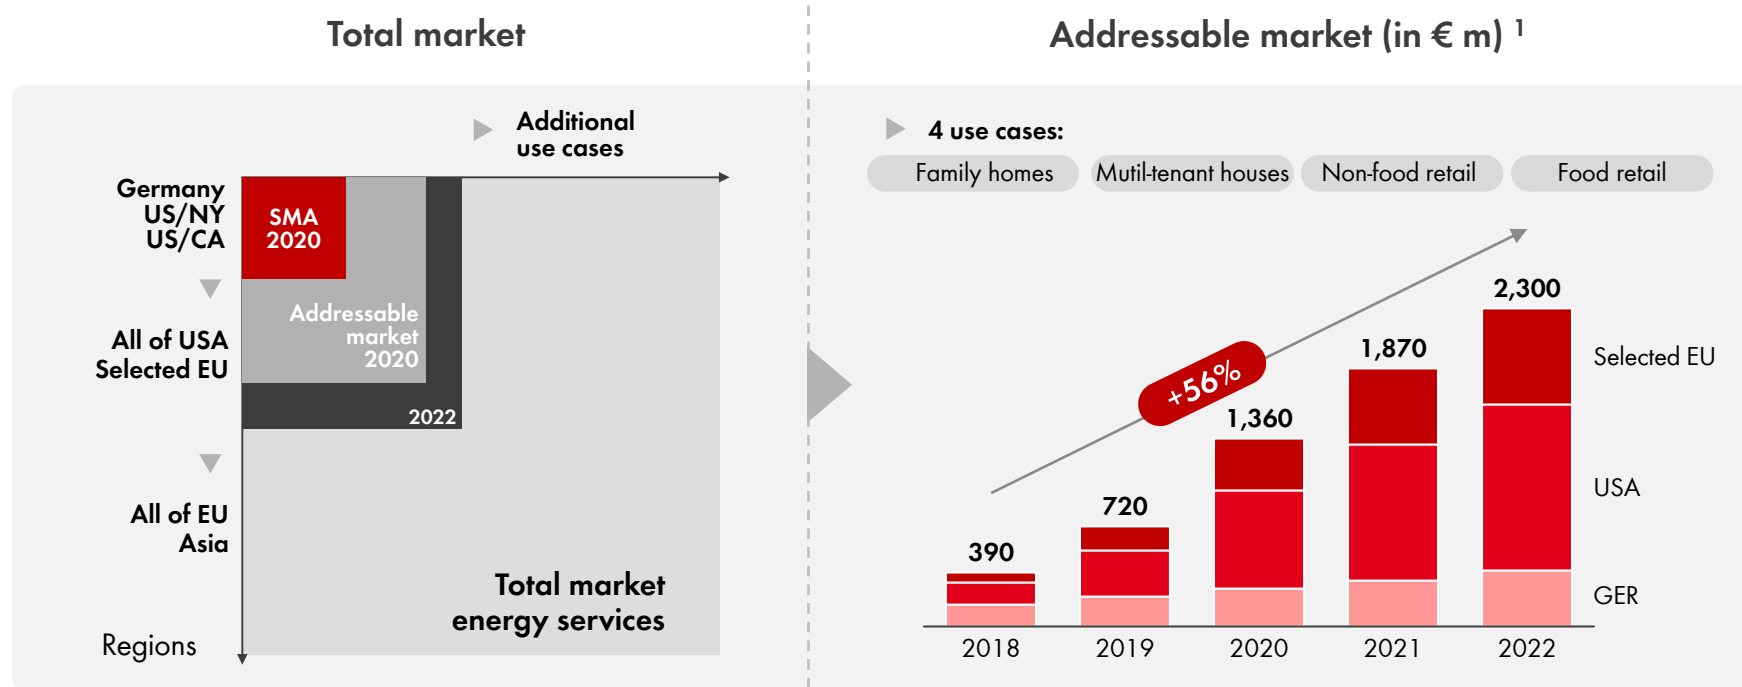 Total market
Additional
use cases
Germany
US/NY
US/CA
SMA
2020
Addressable
market
2020
All of USA
Selected EU
2022
All of EU
Asia
Total market
energy services
Regions
Addressable market (in € m) 1
4 use cases:
Family homes
Mutil-tenant houses
Non-food retail
Food retail
+56%
390
720
1,360
1,870
2,300
Selected EU
USA
GER
2018
2019
2020
2021
2022